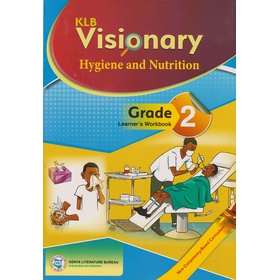 KLB
Visionary
Hygiene and Nutrition
Grade 2
Learner's Workbook
New Competency Based Curriculum
KENYA LITERATURE BUREAU